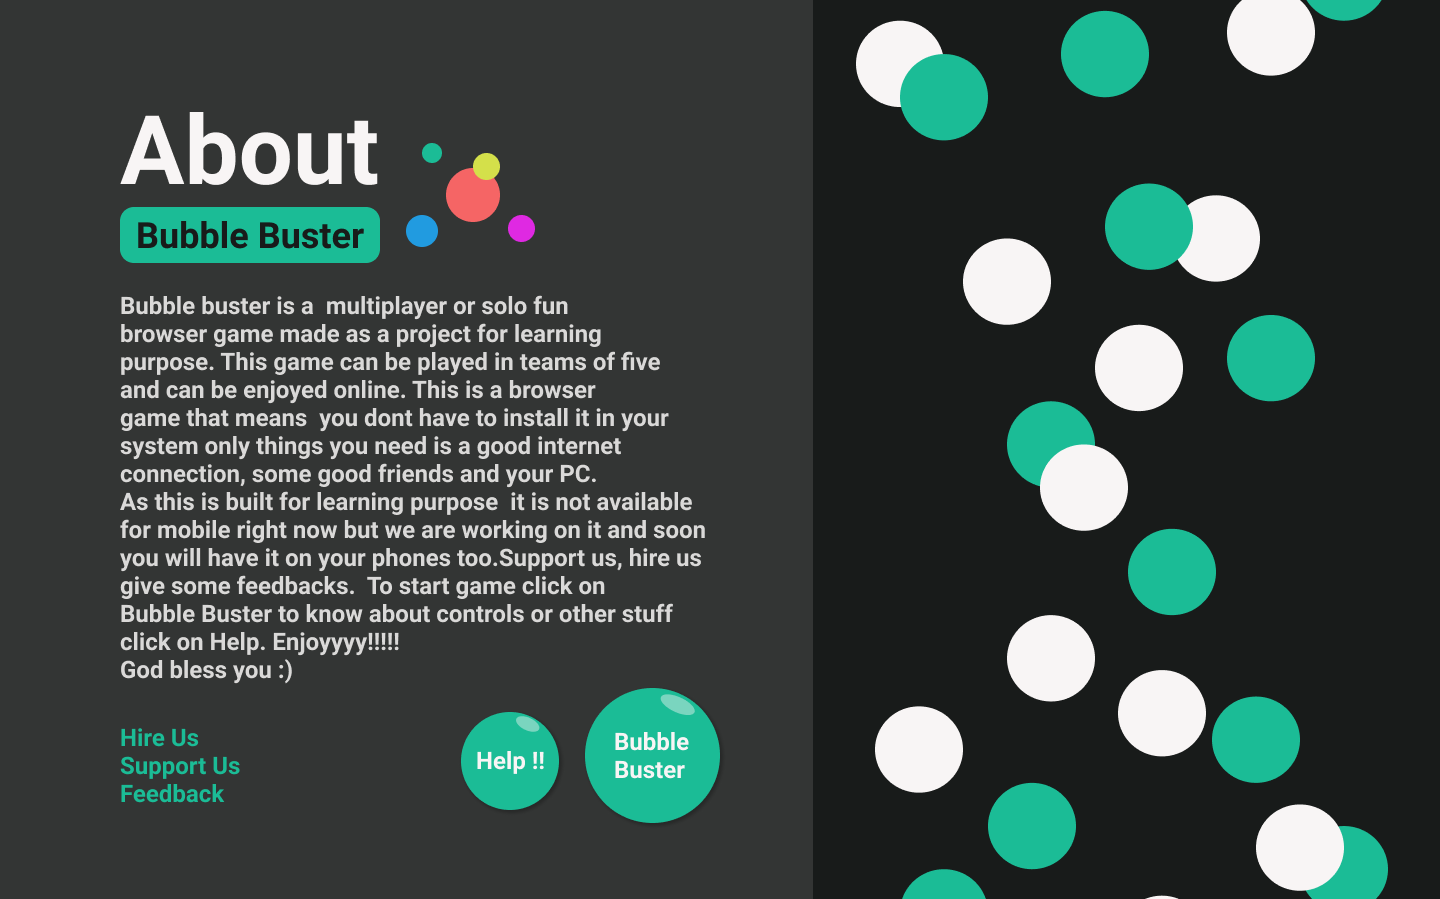 About
Bubble Buster
Bubble buster is a  multiplayer or solo fun
browser game made as a project for learning
purpose. This game can be played in teams of five
and can be enjoyed online. This is a browser
game that means  you dont have to install it in your
system only things you need is a good internet
connection, some good friends and your PC.
As this is built for learning purpose  it is not available
for mobile right now but we are working on it and soon
you will have it on your phones too.Support us, hire us
give some feedbacks.  To start game click on
Bubble Buster to know about controls or other stuff
click on Help. Enjoyyyy!!!!!
God bless you :)
Hire Us
Support Us
Feedback
Help !!
Bubble
Buster